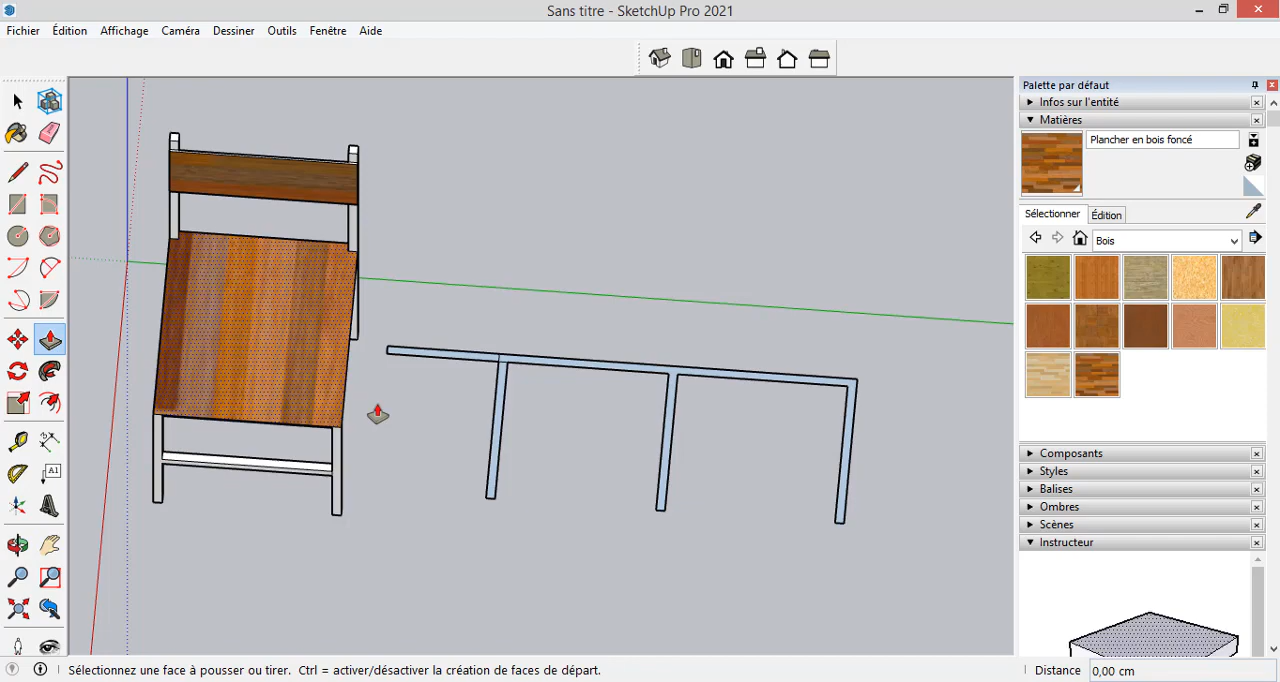 Sans titre - SketchUp Pro 2021
Fichier Édition Affichage Caméra Dessiner Outils Fenêtre Aide
Palette par défaut
Infos sur l'entité
Matières
Plancher en bois foncé
Sélectionner Édition
Bois
A1
Composants
Styles
Balises
Ombres
Scènes
Instructeur
Sélectionnez une face à pousser ou tirer. Ctrl = activer/désactiver la création de faces de départ.
Distance 0,00 cm